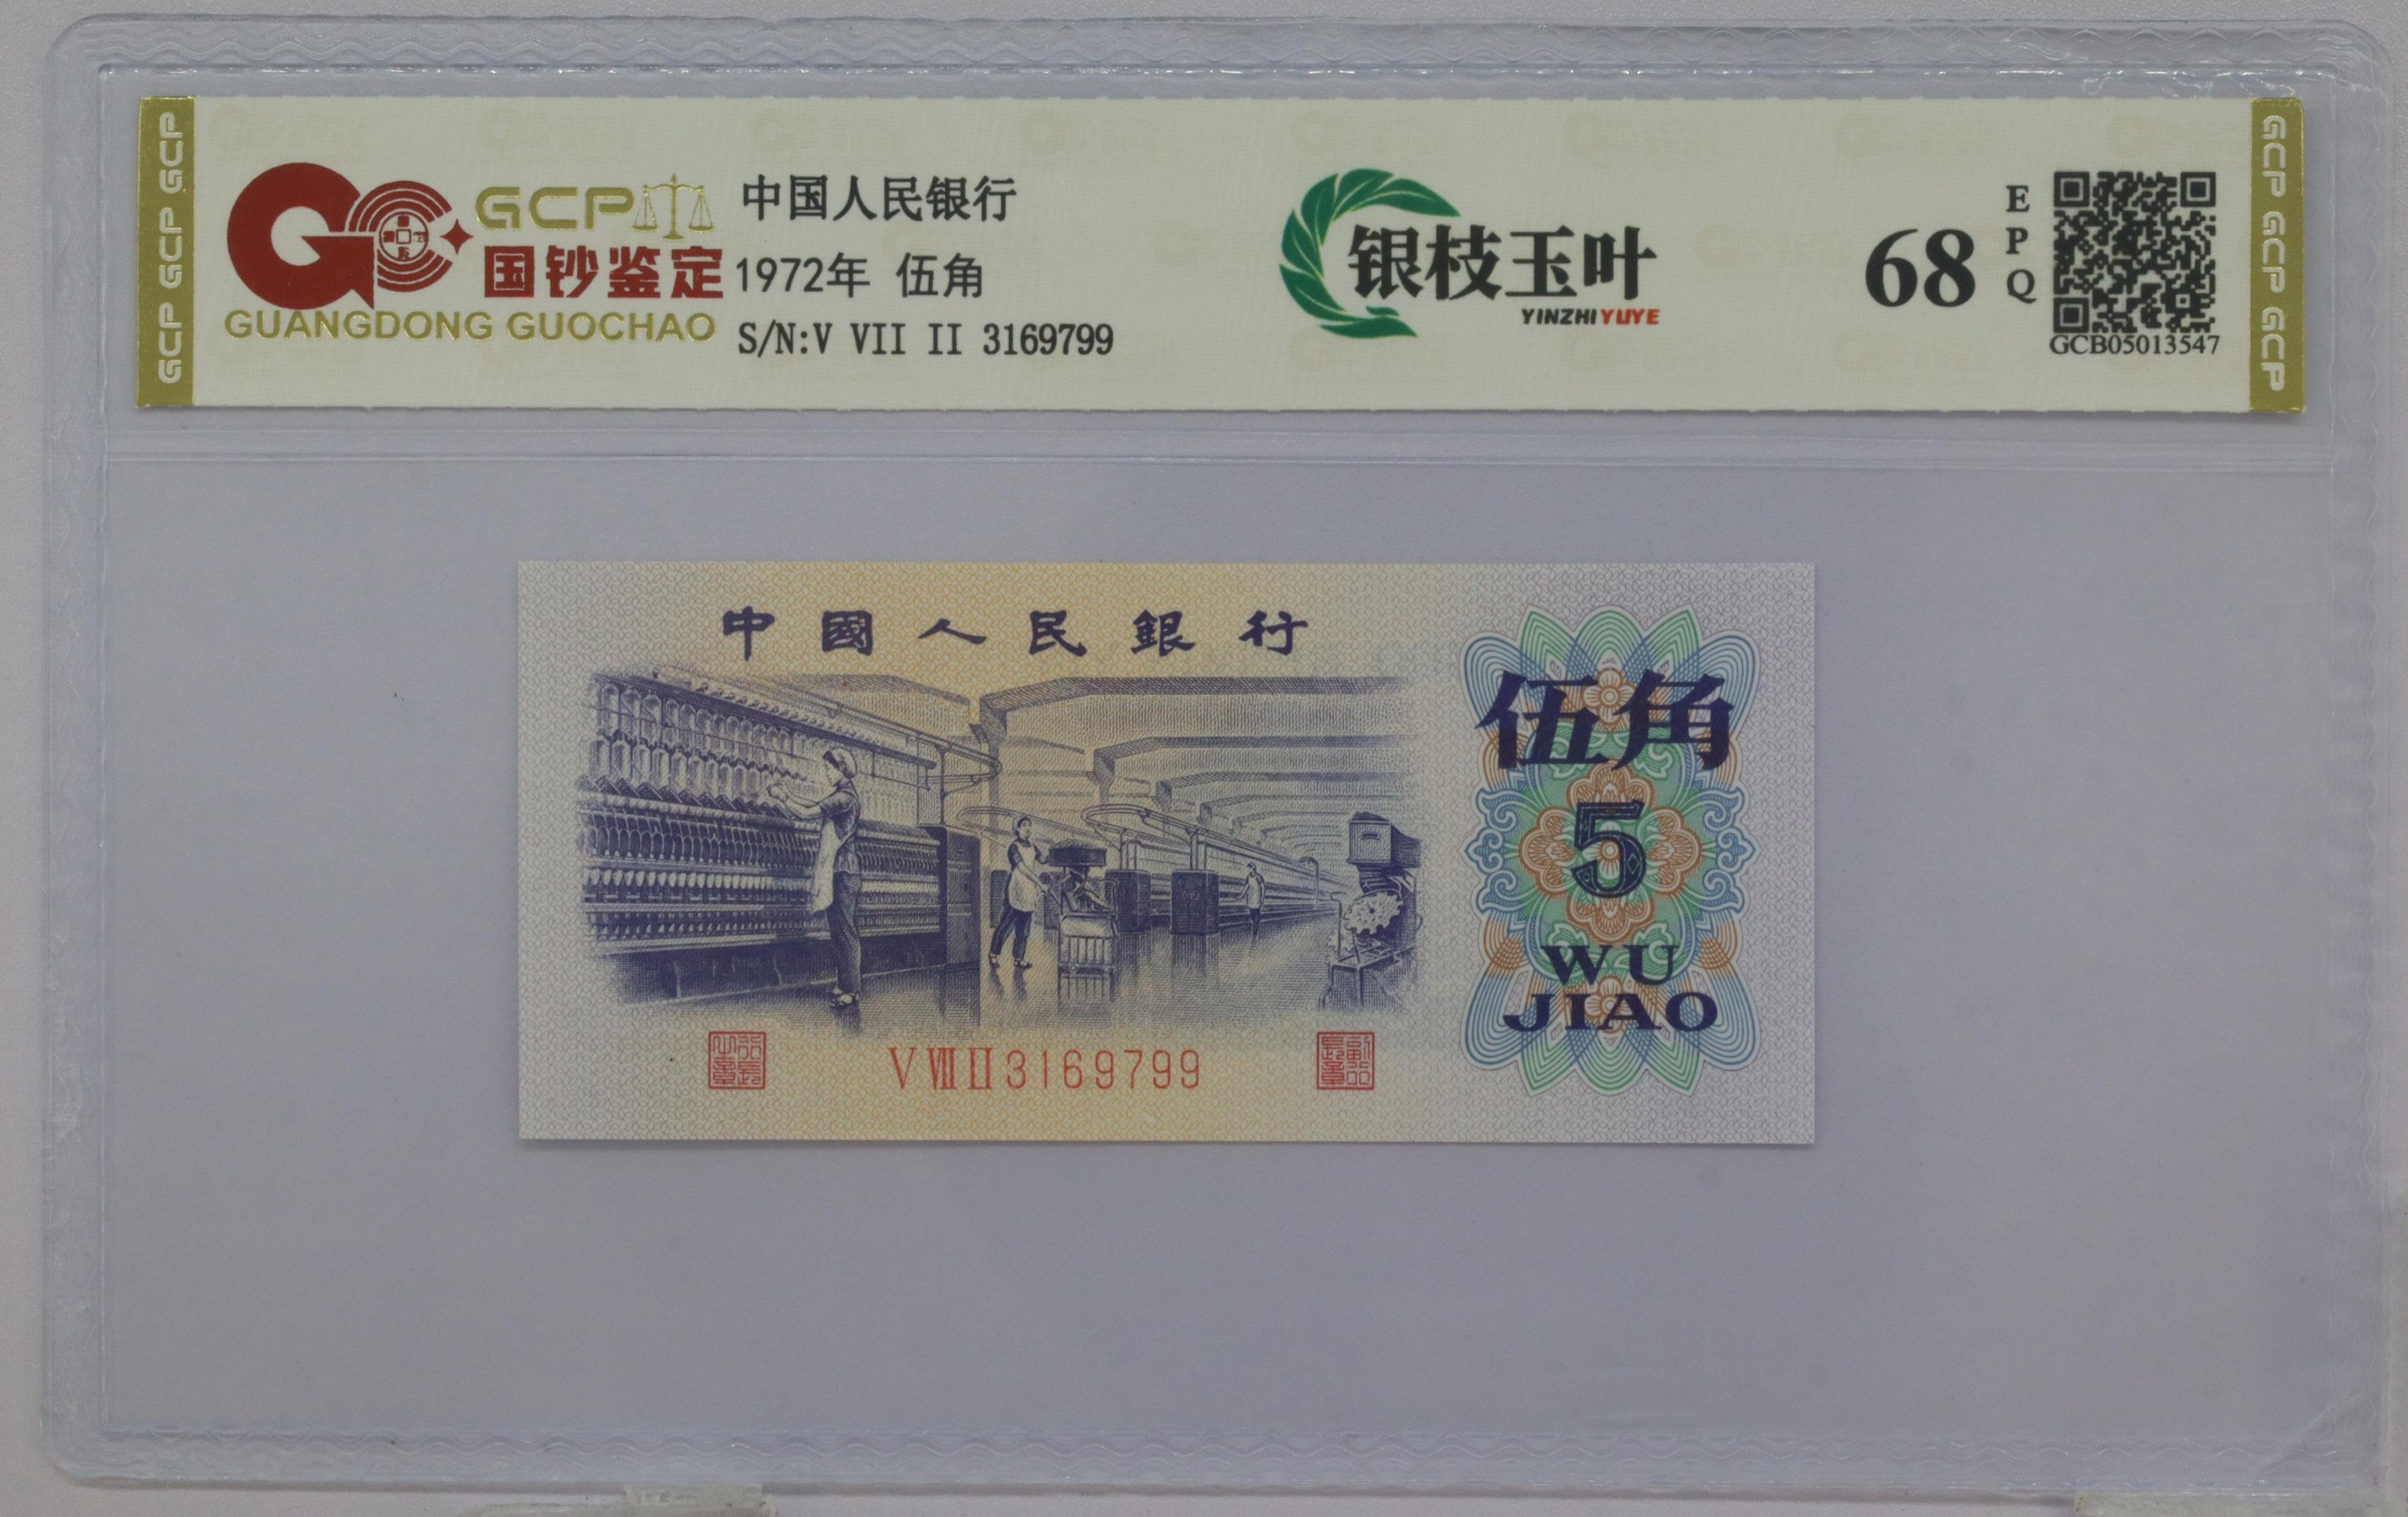 GCP GCP GCP
GCP
国钞鉴定
GUANGDONG GUOCHAO
中国人民银行
1972年 伍角
S/N:V VII II 3169799
银枝玉叶
YINZHIYUYE
68
EPQ
GCB05013547
GCP GCP GCP
中國人民銀行
伍角
5
WU
JIAO
V VII II 3169799